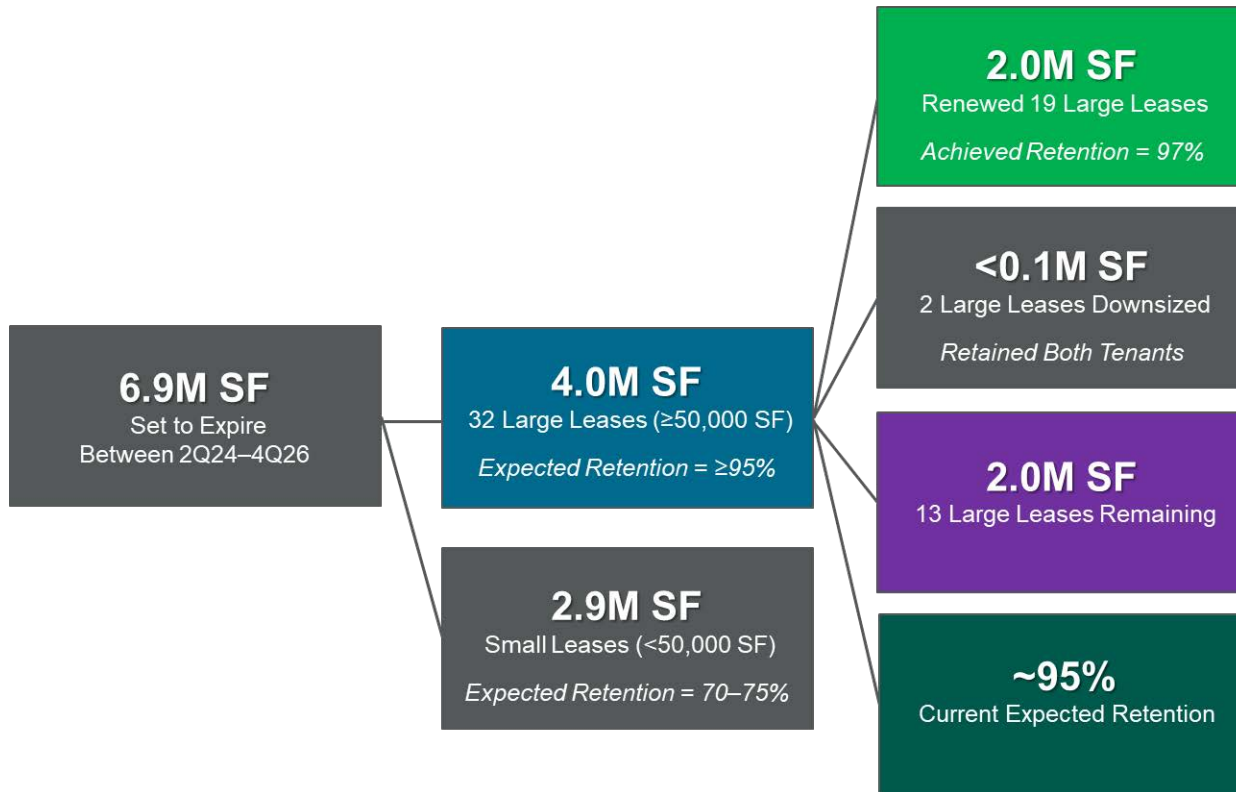 6.9M SF
Set to Expire
Between 2Q24–4Q26
4.0M SF
32 Large Leases (≥50,000 SF)
Expected Retention = ≥95%
2.9M SF
Small Leases (<50,000 SF)
Expected Retention = 70–75%
2.0M SF
Renewed 19 Large Leases
Achieved Retention = 97%
<0.1M SF
2 Large Leases Downsized
Retained Both Tenants
2.0M SF
13 Large Leases Remaining
~95%
Current Expected Retention